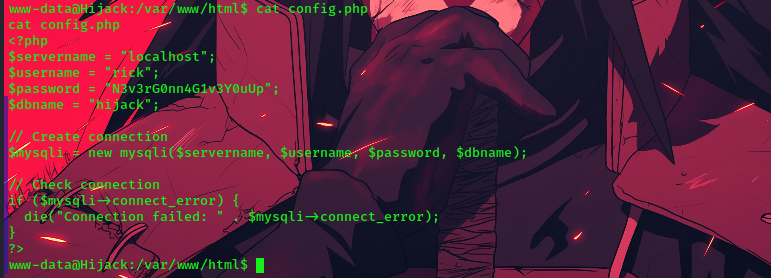 www-data@Hijack:/var/www/html$ cat config.php
cat config.php
<?php
$servername = "localhost";
$username = "rick";
$password = "N3v3rG0nn4G1v3Y0uUp";
$dbname = "hijack";
// Create connection
$mysqli = new mysqli($servername, $username, $password, $dbname);
// Check connection
if ($mysqli->connect_error) {
  die("Connection failed: " . $mysqli->connect_error);
}
?>
www-data@Hijack:/var/www/html$